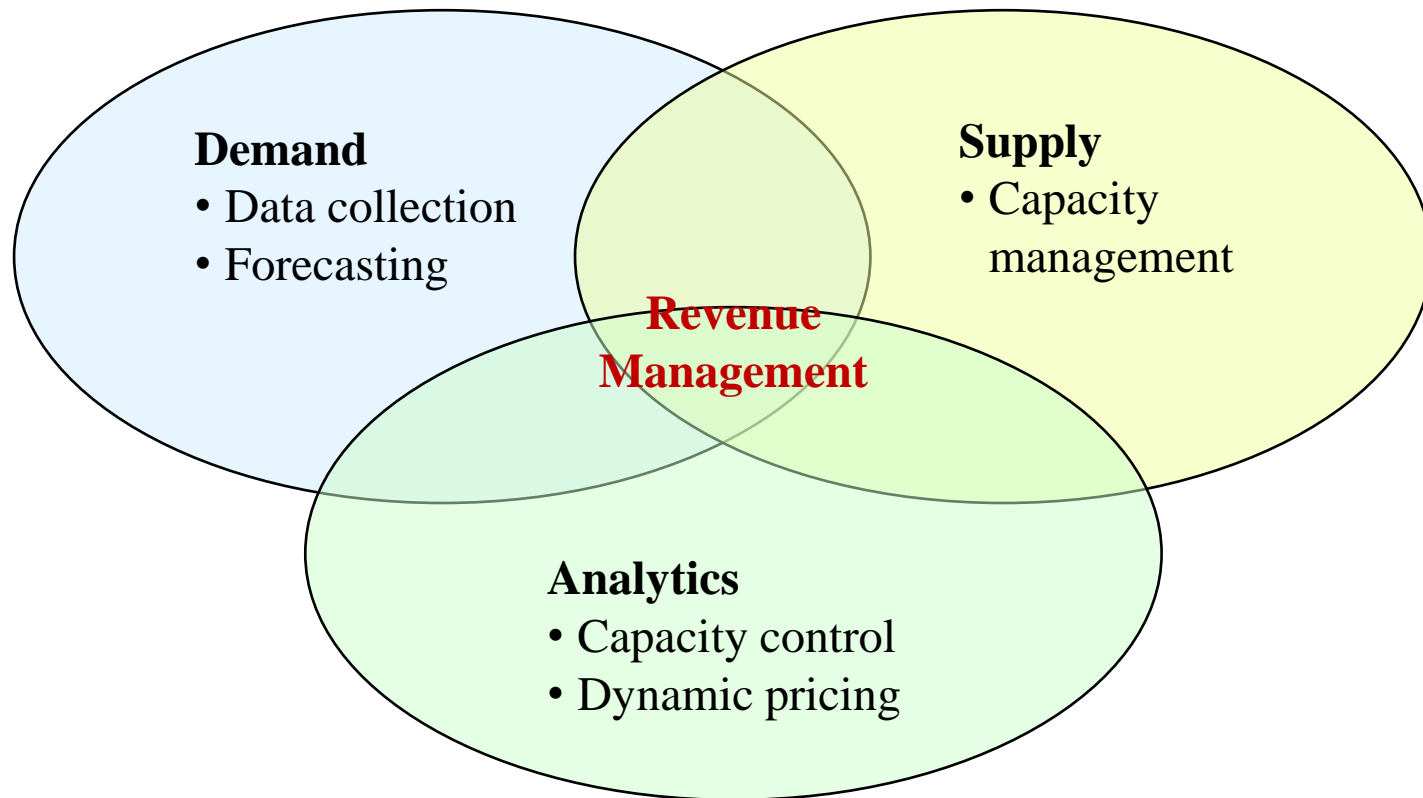 Demand
• Data collection
• Forecasting
Supply
• Capacity
management
Revenue
Management
Analytics
• Capacity control
• Dynamic pricing